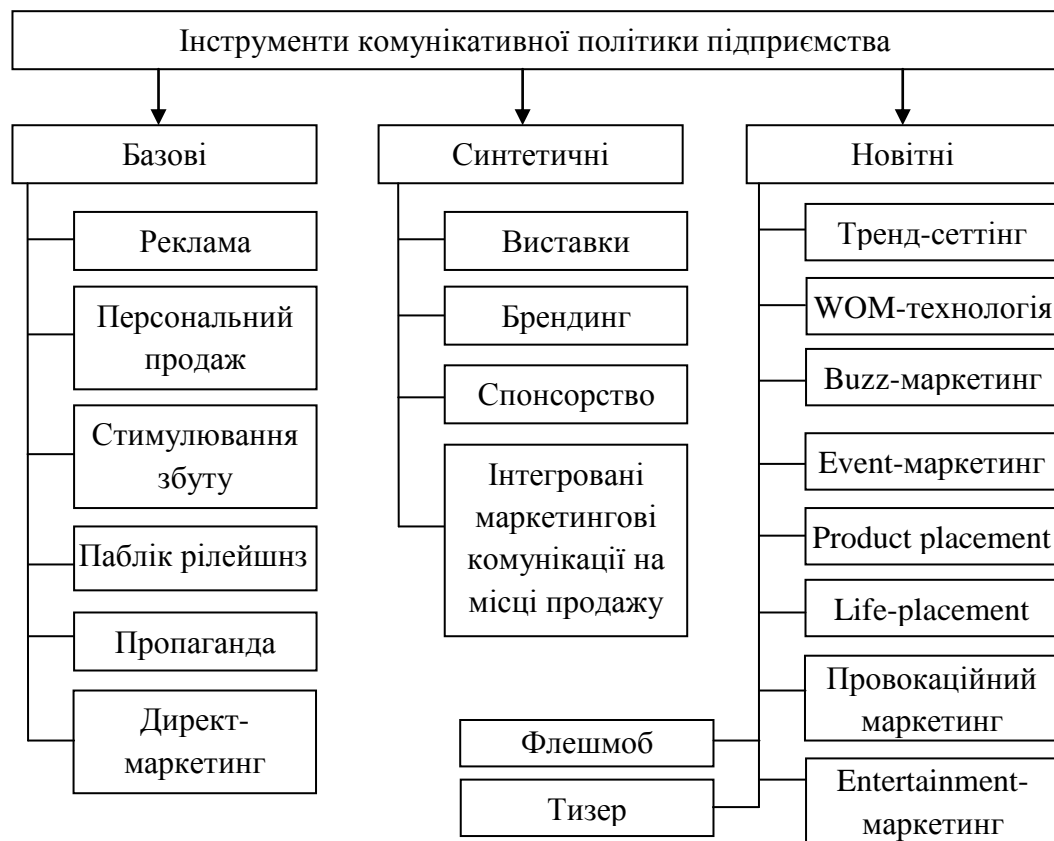 Інструменти комунікативної політики підприємства
Базові
Реклама
Персональний
продаж
Стимулювання
збуту
Паблік рілейшнз
Пропаганда
Директ-
маркетинг
Синтетичні
Виставки
Брендинг
Спонсорство
Інтегровані
маркетингові
комунікації на
місці продажу
Новітні
Тренд-сеттінг
WOM-технологія
Buzz-маркетинг
Event-маркетинг
Product placement
Life-placement
Провокаційний
маркетинг
Entertainment-
маркетинг
Флешмоб
Тизер